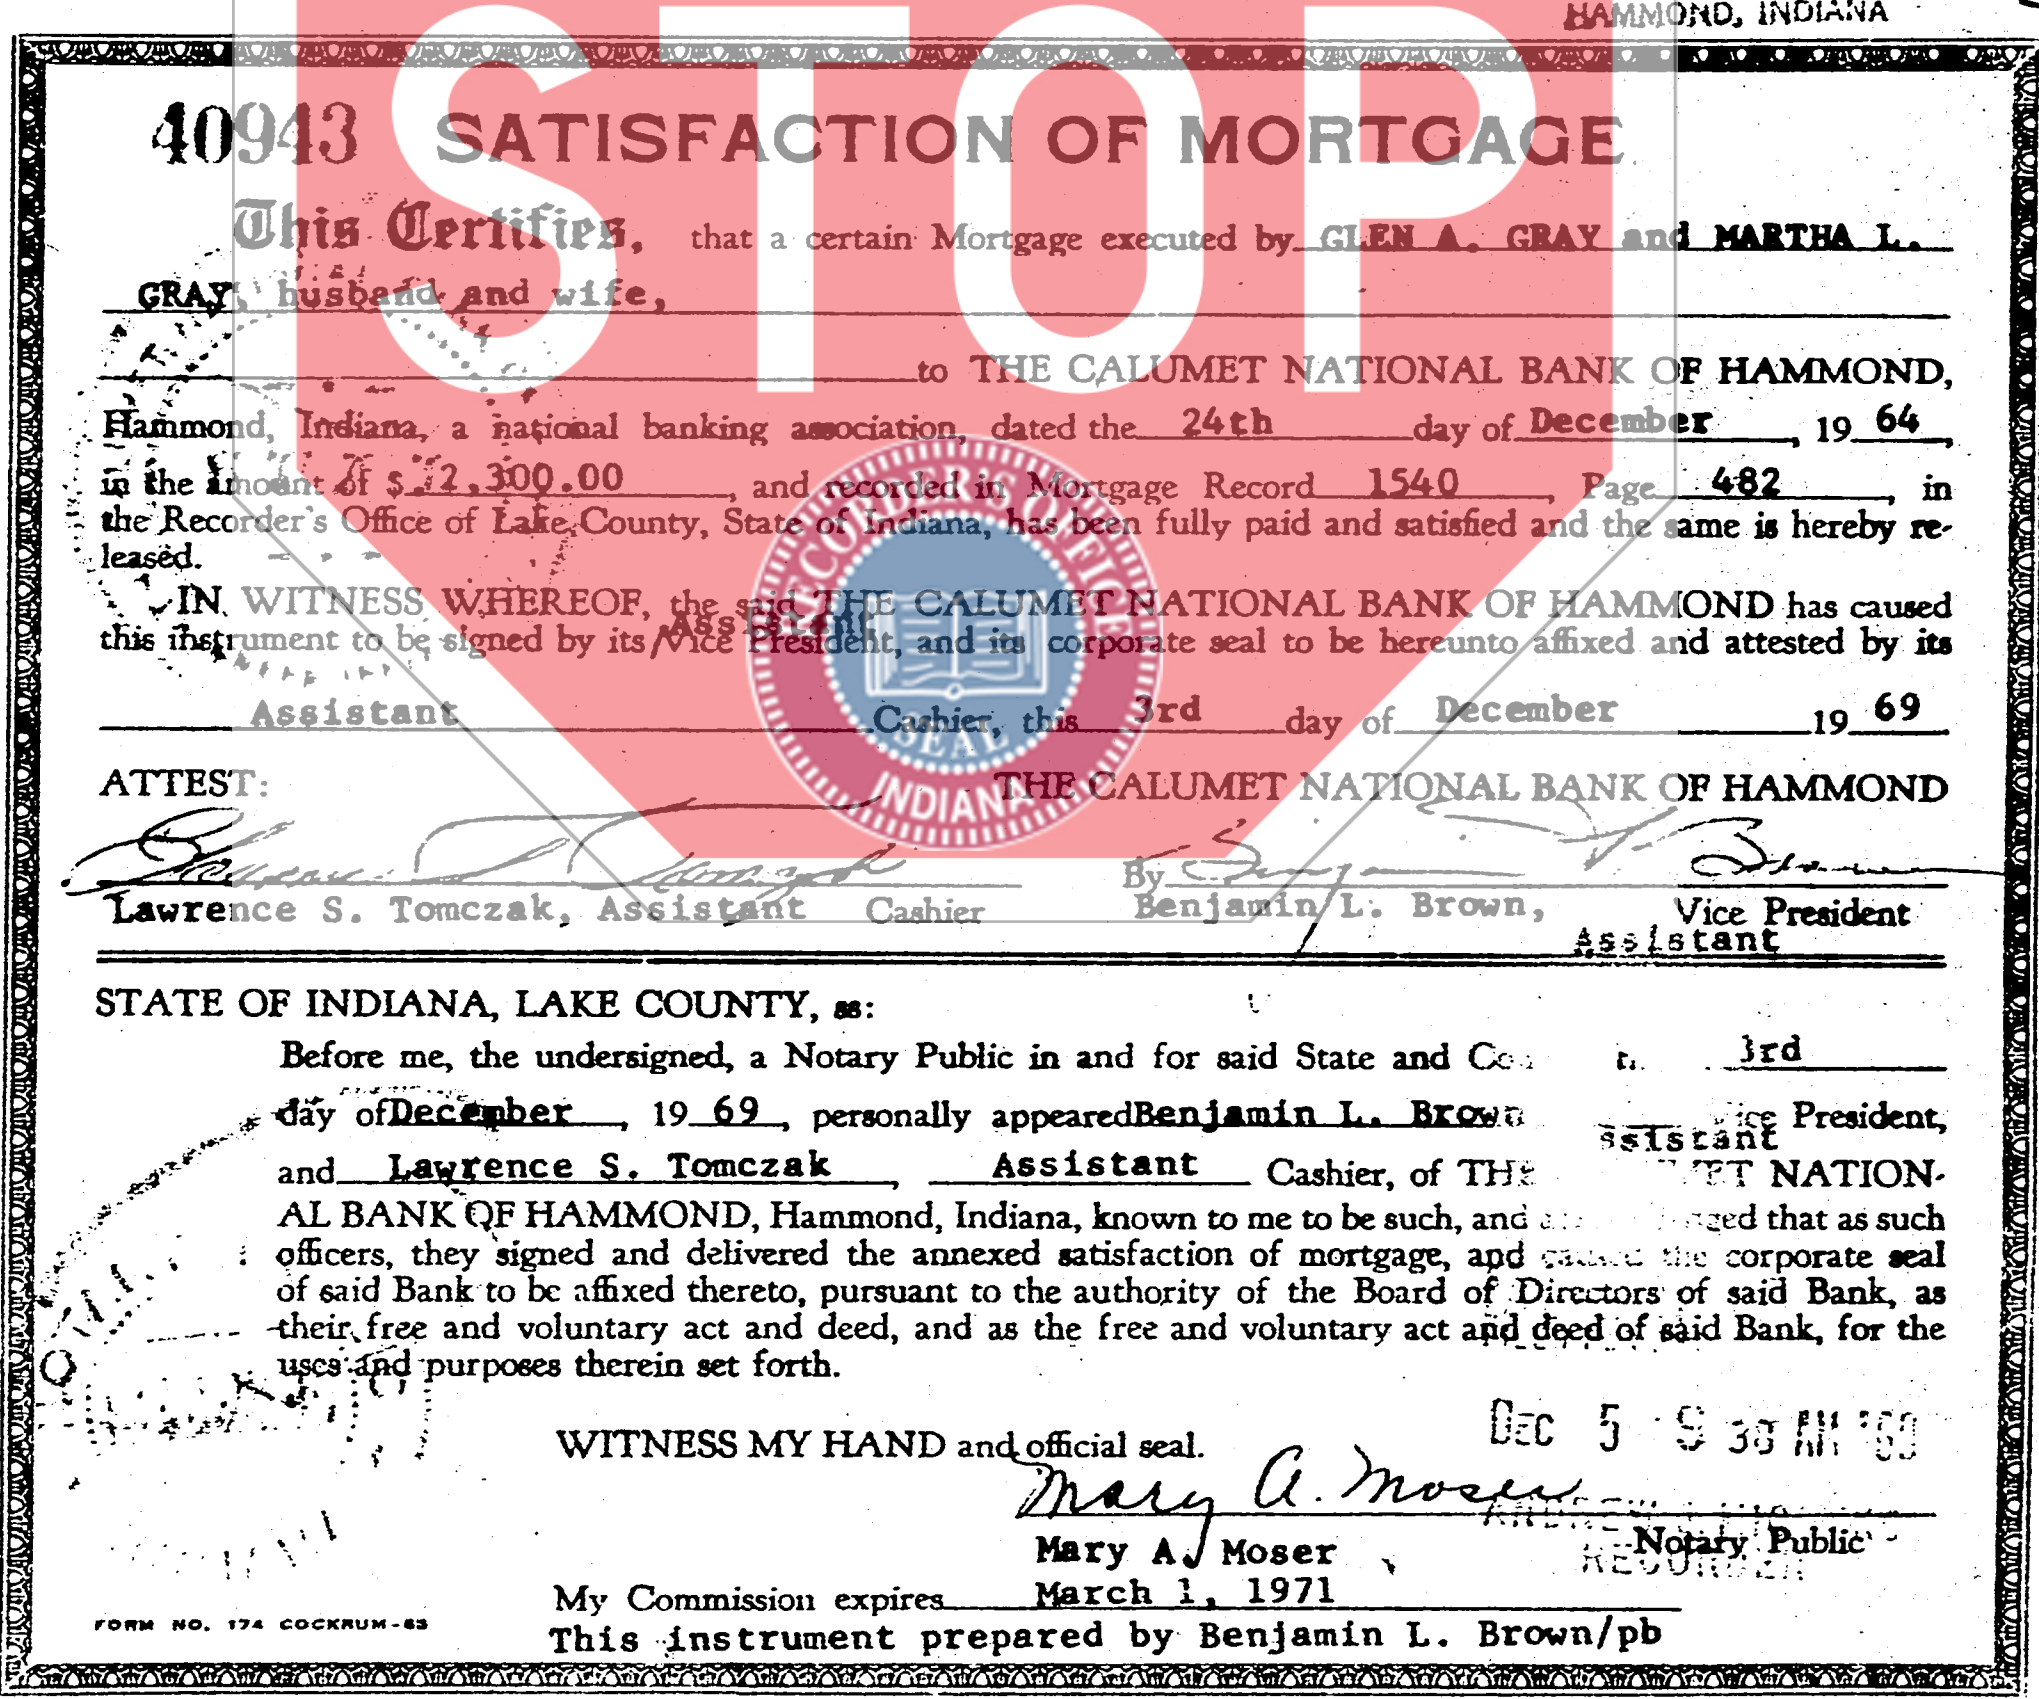 HAMMOND, INDIANA
STOP
40943 SATISFACTION OF MORTGAGE
This Certifies, that a certain Mortgage executed by GLEN A. GRAY and MARTHA L.
GRAY, husband and wife,
to THE CALUMET NATIONAL BANK OF HAMMOND,
Hammond, Indiana, a national banking association, dated the 24th day of December, 19 64,
in the amount of $ 2,300.00, and recorded in Mortgage Record 1540, Page 482, in
the Recorder's Office of Lake County, State of Indiana, has been fully paid and satisfied and the same is hereby re-
leased.
IN WITNESS WHEREOF, the said THE CALUMET NATIONAL BANK OF HAMMOND has caused
Assistant
this instrument to be signed by its Vice President, and its corporate seal to be hereunto affixed and attested by its
Assistant Cashier, this 3rd day of December 19 69
RECORDER'S OFFICE
SEAL
INDIANA
ATTEST: THE CALUMET NATIONAL BANK OF HAMMOND
By
Lawrence S. Tomczak, Assistant Cashier Benjamin L. Brown, Vice President
Assistant
STATE OF INDIANA, LAKE COUNTY, ss:
Before me, the undersigned, a Notary Public in and for said State and 3rd
day of December, 19 69, personally appeared Benjamin L. Brown President,
and Lawrence S. Tomczak, Assistant Cashier, of NATION-
AL BANK OF HAMMOND, Hammond, Indiana, known to me to be such, and that as such
officers, they signed and delivered the annexed satisfaction of mortgage, and the corporate seal
of said Bank to be affixed thereto, pursuant to the authority of the Board of Directors of said Bank, as
their free and voluntary act and deed, and as the free and voluntary act and deed of said Bank, for the
uses and purposes therein set forth.
DEC 5 9 AM
WITNESS MY HAND and official seal.
Mary A. Moser
Notary Public
RECORDER
Mary A. Moser
My Commission expires March 1, 1971
FORM NO. 174 COCKRUM-63
This instrument prepared by Benjamin L. Brown/pb